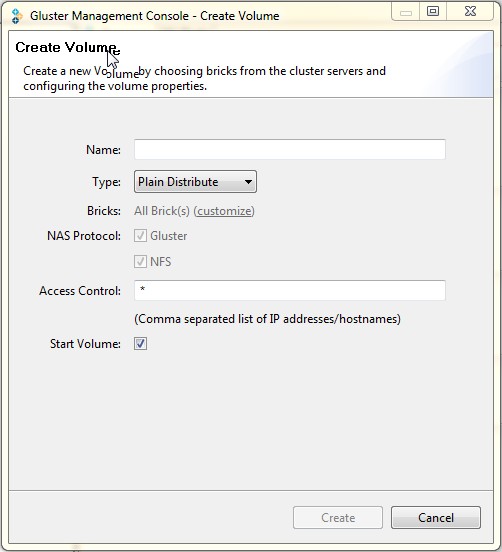 Gluster Management Console - Create Volume
Create Volume
Create a new Volume by choosing bricks from the cluster servers and
configuring the volume properties.
Name:
Type: Plain Distribute
Bricks: All Brick(s) (customize)
NAS Protocol: Gluster
NFS
Access Control: *
(Comma separated list of IP addresses/hostnames)
Start Volume:
Create Cancel